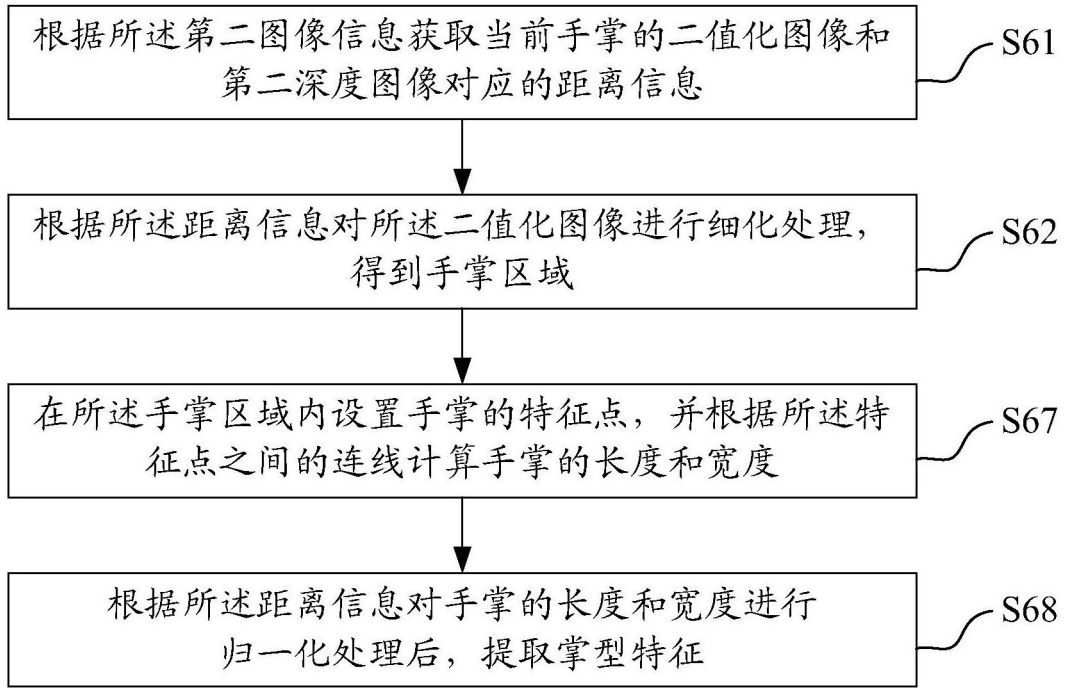 根据所述第二图像信息获取当前手掌的二值化图像和
第二深度图像对应的距离信息
S61
根据所述距离信息对所述二值化图像进行细化处理，
得到手掌区域
S62
在所述手掌区域内设置手掌的特征点，并根据所述特
征点之间的连线计算手掌的长度和宽度
S67
根据所述距离信息对手掌的长度和宽度进行
归一化处理后，提取掌型特征
S68